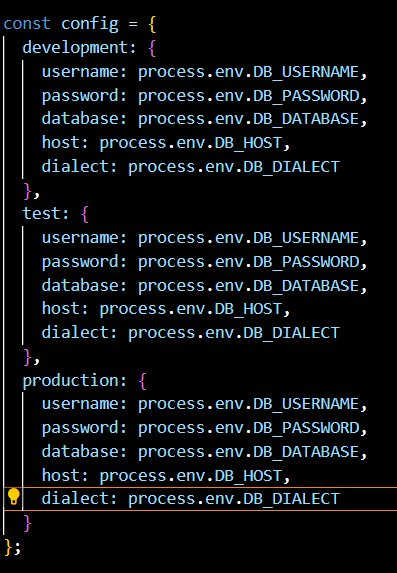 const config = {
  development: {
    username: process.env.DB_USERNAME,
    password: process.env.DB_PASSWORD,
    database: process.env.DB_DATABASE,
    host: process.env.DB_HOST,
    dialect: process.env.DB_DIALECT
  },
  test: {
    username: process.env.DB_USERNAME,
    password: process.env.DB_PASSWORD,
    database: process.env.DB_DATABASE,
    host: process.env.DB_HOST,
    dialect: process.env.DB_DIALECT
  },
  production: {
    username: process.env.DB_USERNAME,
    password: process.env.DB_PASSWORD,
    database: process.env.DB_DATABASE,
    host: process.env.DB_HOST,
    dialect: process.env.DB_DIALECT
  }
};